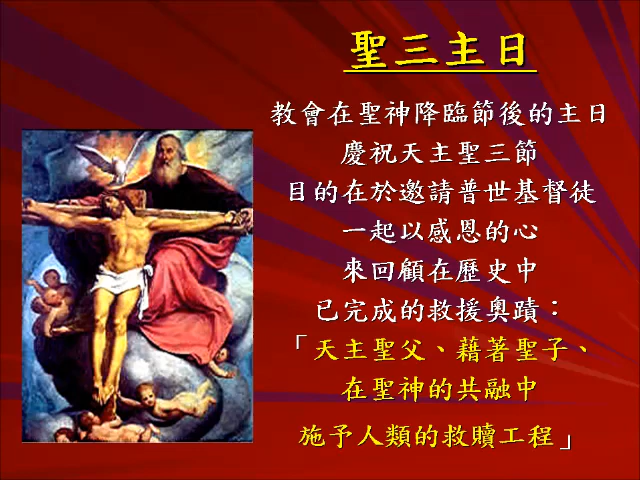 聖三主日
教會在聖神降臨節後的主日
慶祝天主聖三節
目的在於邀請普世基督徒
一起以感恩的心
來回顧在歷史中
已完成的救援奧蹟：
「天主聖父、藉著聖子、
在聖神的共融中
施予人類的救贖工程」